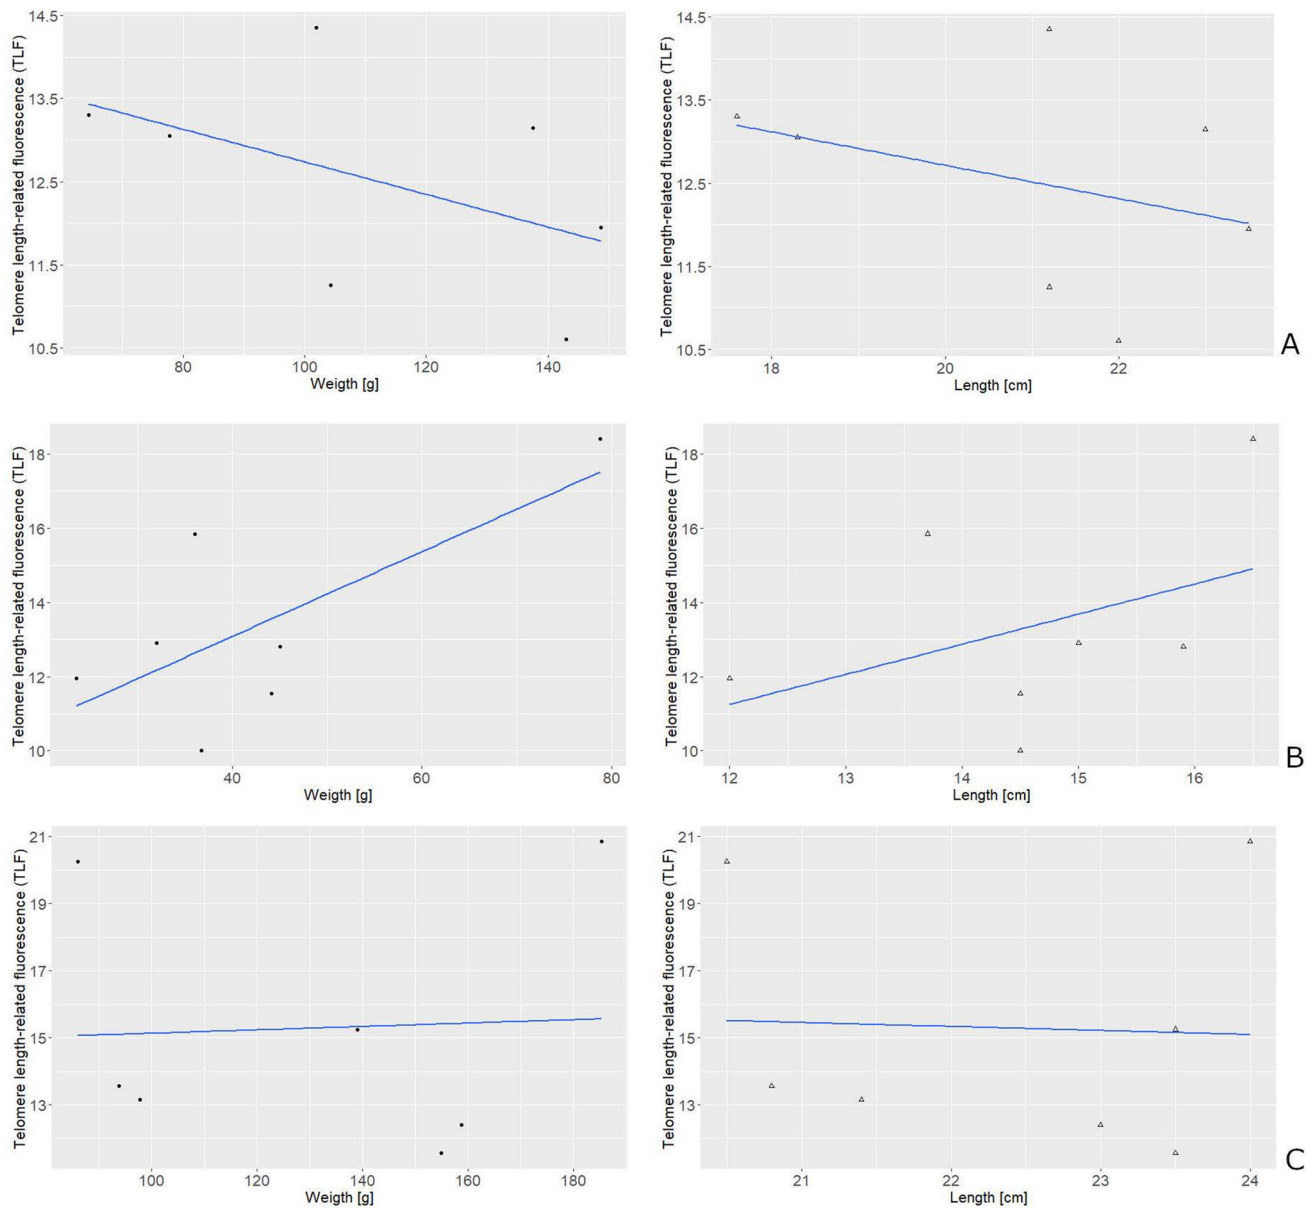 Telomere length-related fluorescence (TLF)
14.5
13.5
12.5
11.5
10.5
80 100 120 140
Weigth [g]
Telomere length-related fluorescence (TLF)
14.5
13.5
12.5
11.5
10.5
18 20 22
Length [cm]
A
Telomere length-related fluorescence (TLF)
18
16
14
12
10
40 60 80
Weigth [g]
Telomere length-related fluorescence (TLF)
18
16
14
12
10
12 13 14 15 16
Length [cm]
B
Telomere length-related fluorescence (TLF)
21
19
17
15
13
100 120 140 160 180
Weigth [g]
Telomere length-related fluorescence (TLF)
21
19
17
15
13
21 22 23 24
Length [cm]
C